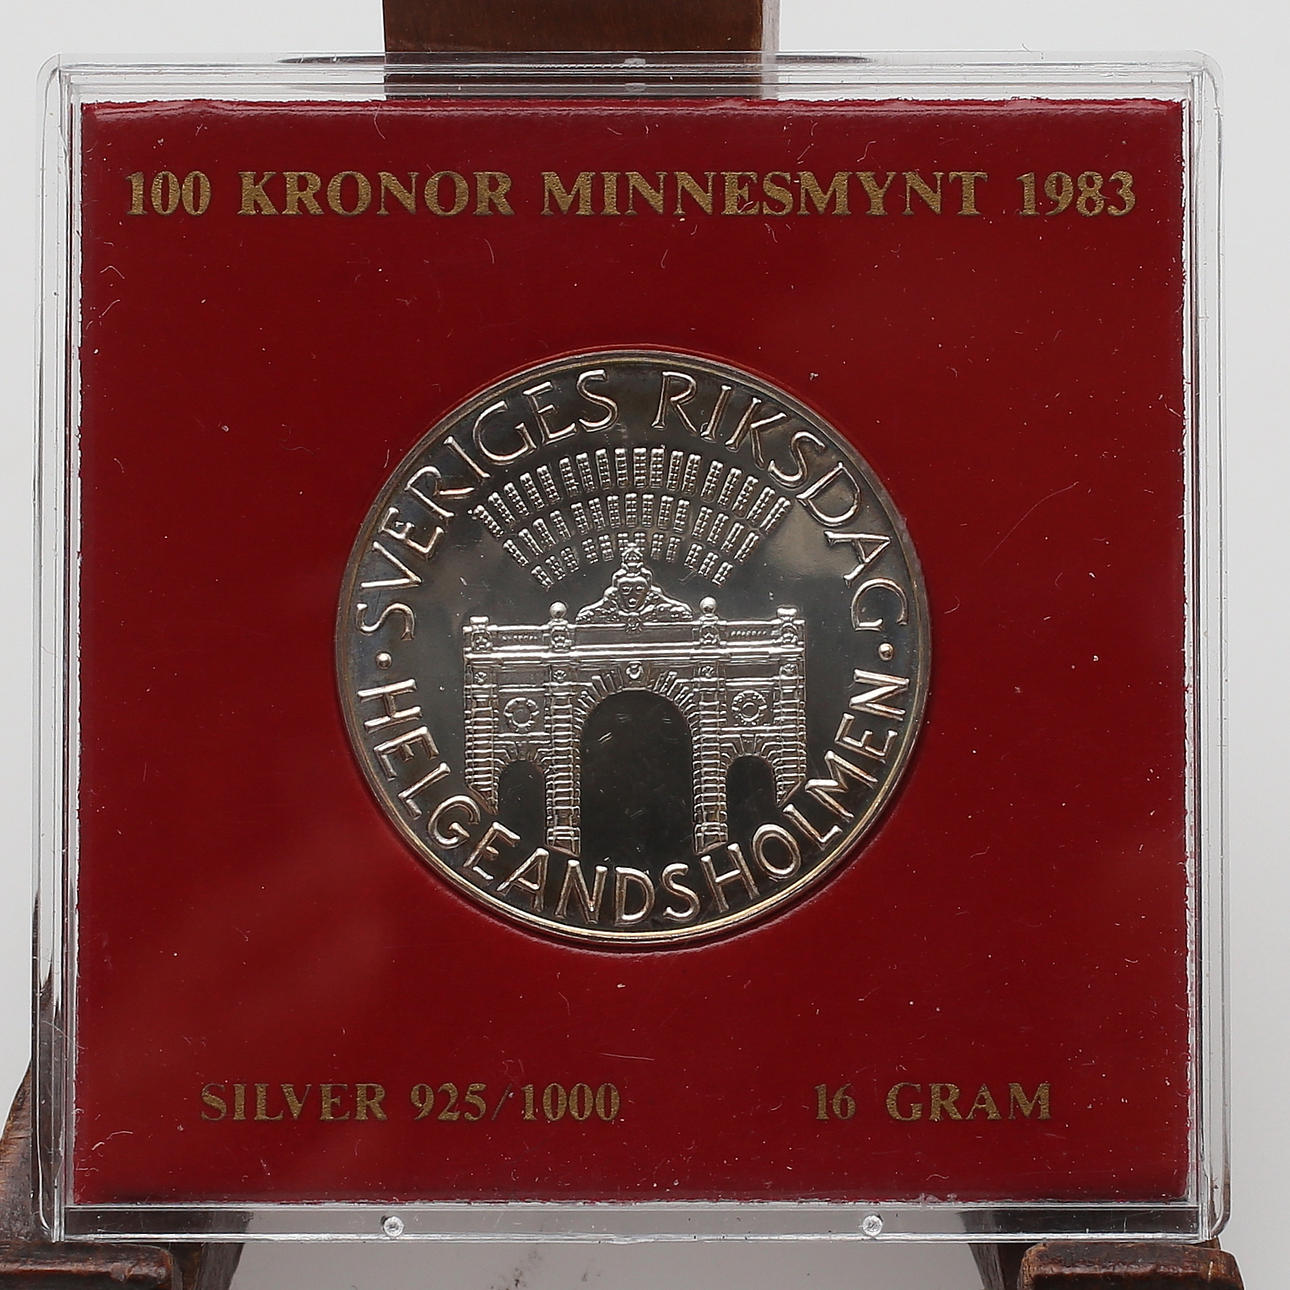 100 KRONOR MINNESMYNT 1983
· SVERIGES RIKSDAG ·
HELGEANDSHOLMEN
SILVER 925/1000 16 GRAM